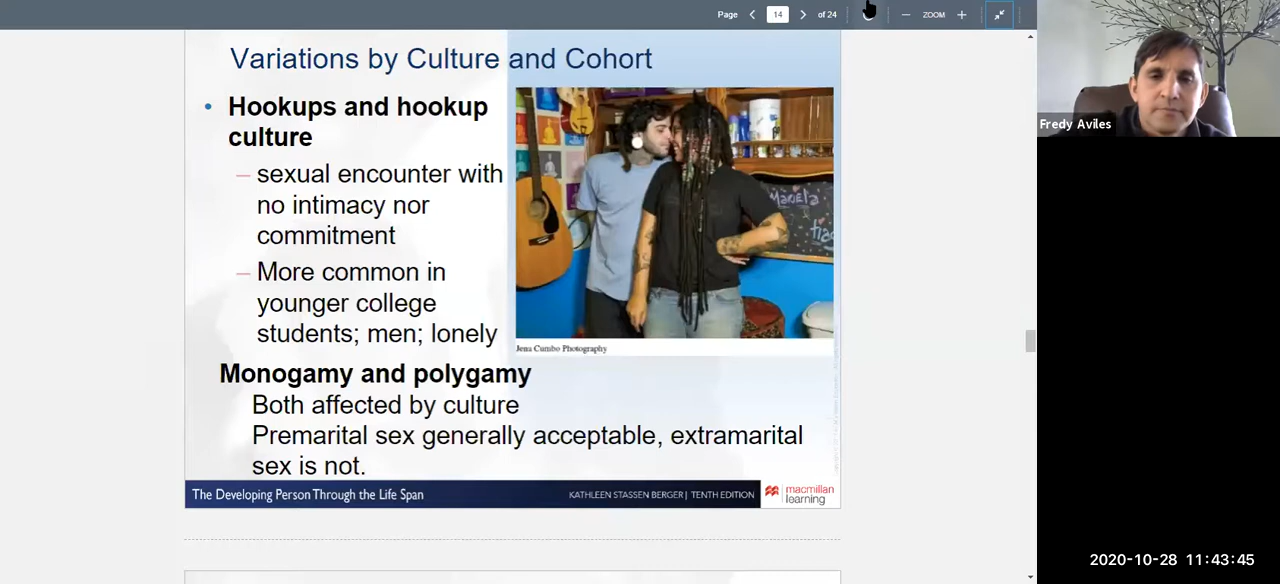 Page 14 of 24 ZOOM
Variations by Culture and Cohort
• Hookups and hookup
culture
– sexual encounter with
no intimacy nor
commitment
– More common in
younger college
students; men; lonely
Manela
Jena Cumbo Photography
Monogamy and polygamy
Both affected by culture
Premarital sex generally acceptable, extramarital
sex is not.
The Developing Person Through the Life Span
KATHLEEN STASSEN BERGER | TENTH EDITION
macmillan
learning
Fredy Aviles
2020-10-28 11:43:45